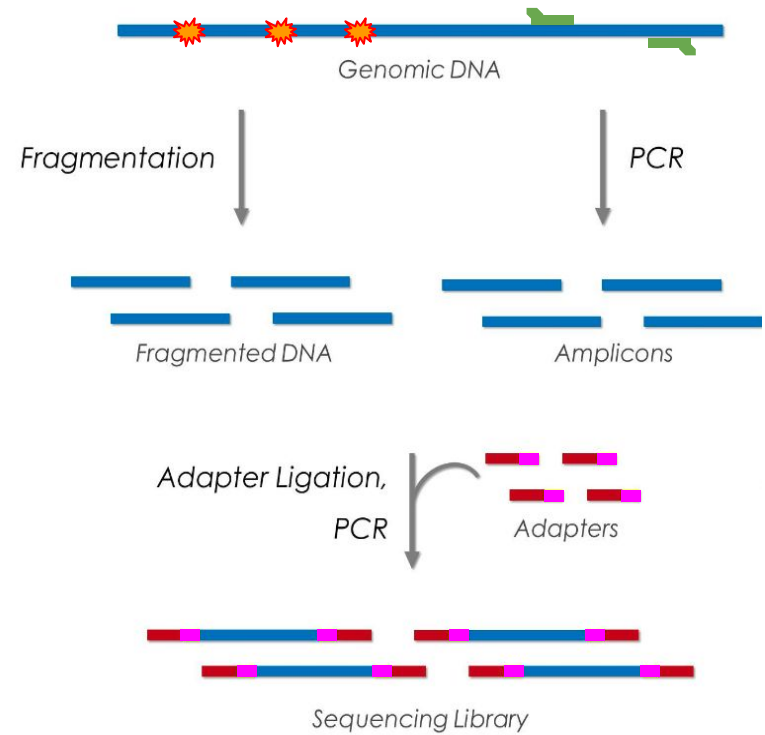 Genomic DNA
Fragmentation
PCR
Fragmented DNA
Amplicons
Adapter Ligation,
PCR
Adapters
Sequencing Library